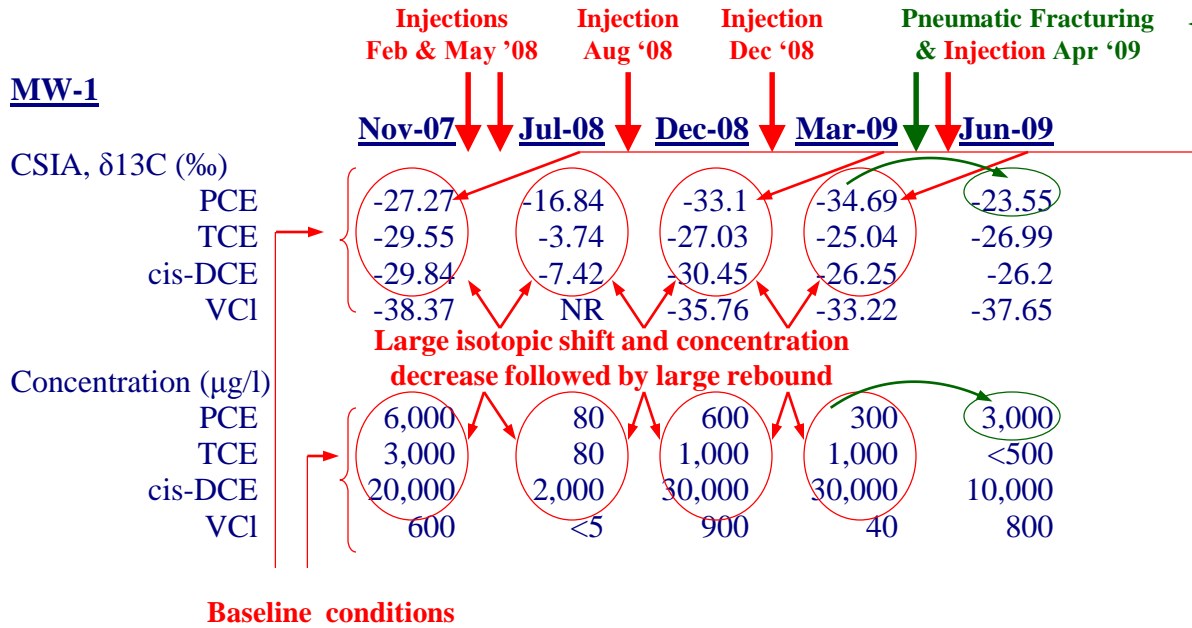 Injections Injection Injection Pneumatic Fracturing
Feb & May ’08 Aug ‘08 Dec ‘08 & Injection Apr ‘09
MW-1
Nov-07 Jul-08 Dec-08 Mar-09 Jun-09
CSIA, δ13C (‰)
PCE -27.27 -16.84 -33.1 -34.69 -23.55
TCE -29.55 -3.74 -27.03 -25.04 -26.99
cis-DCE -29.84 -7.42 -30.45 -26.25 -26.2
VCl -38.37 NR -35.76 -33.22 -37.65
Large isotopic shift and concentration
decrease followed by large rebound
Concentration (μg/l)
PCE 6,000 80 600 300 3,000
TCE 3,000 80 1,000 1,000 <500
cis-DCE 20,000 2,000 30,000 30,000 10,000
VCl 600 <5 900 40 800
Baseline conditions